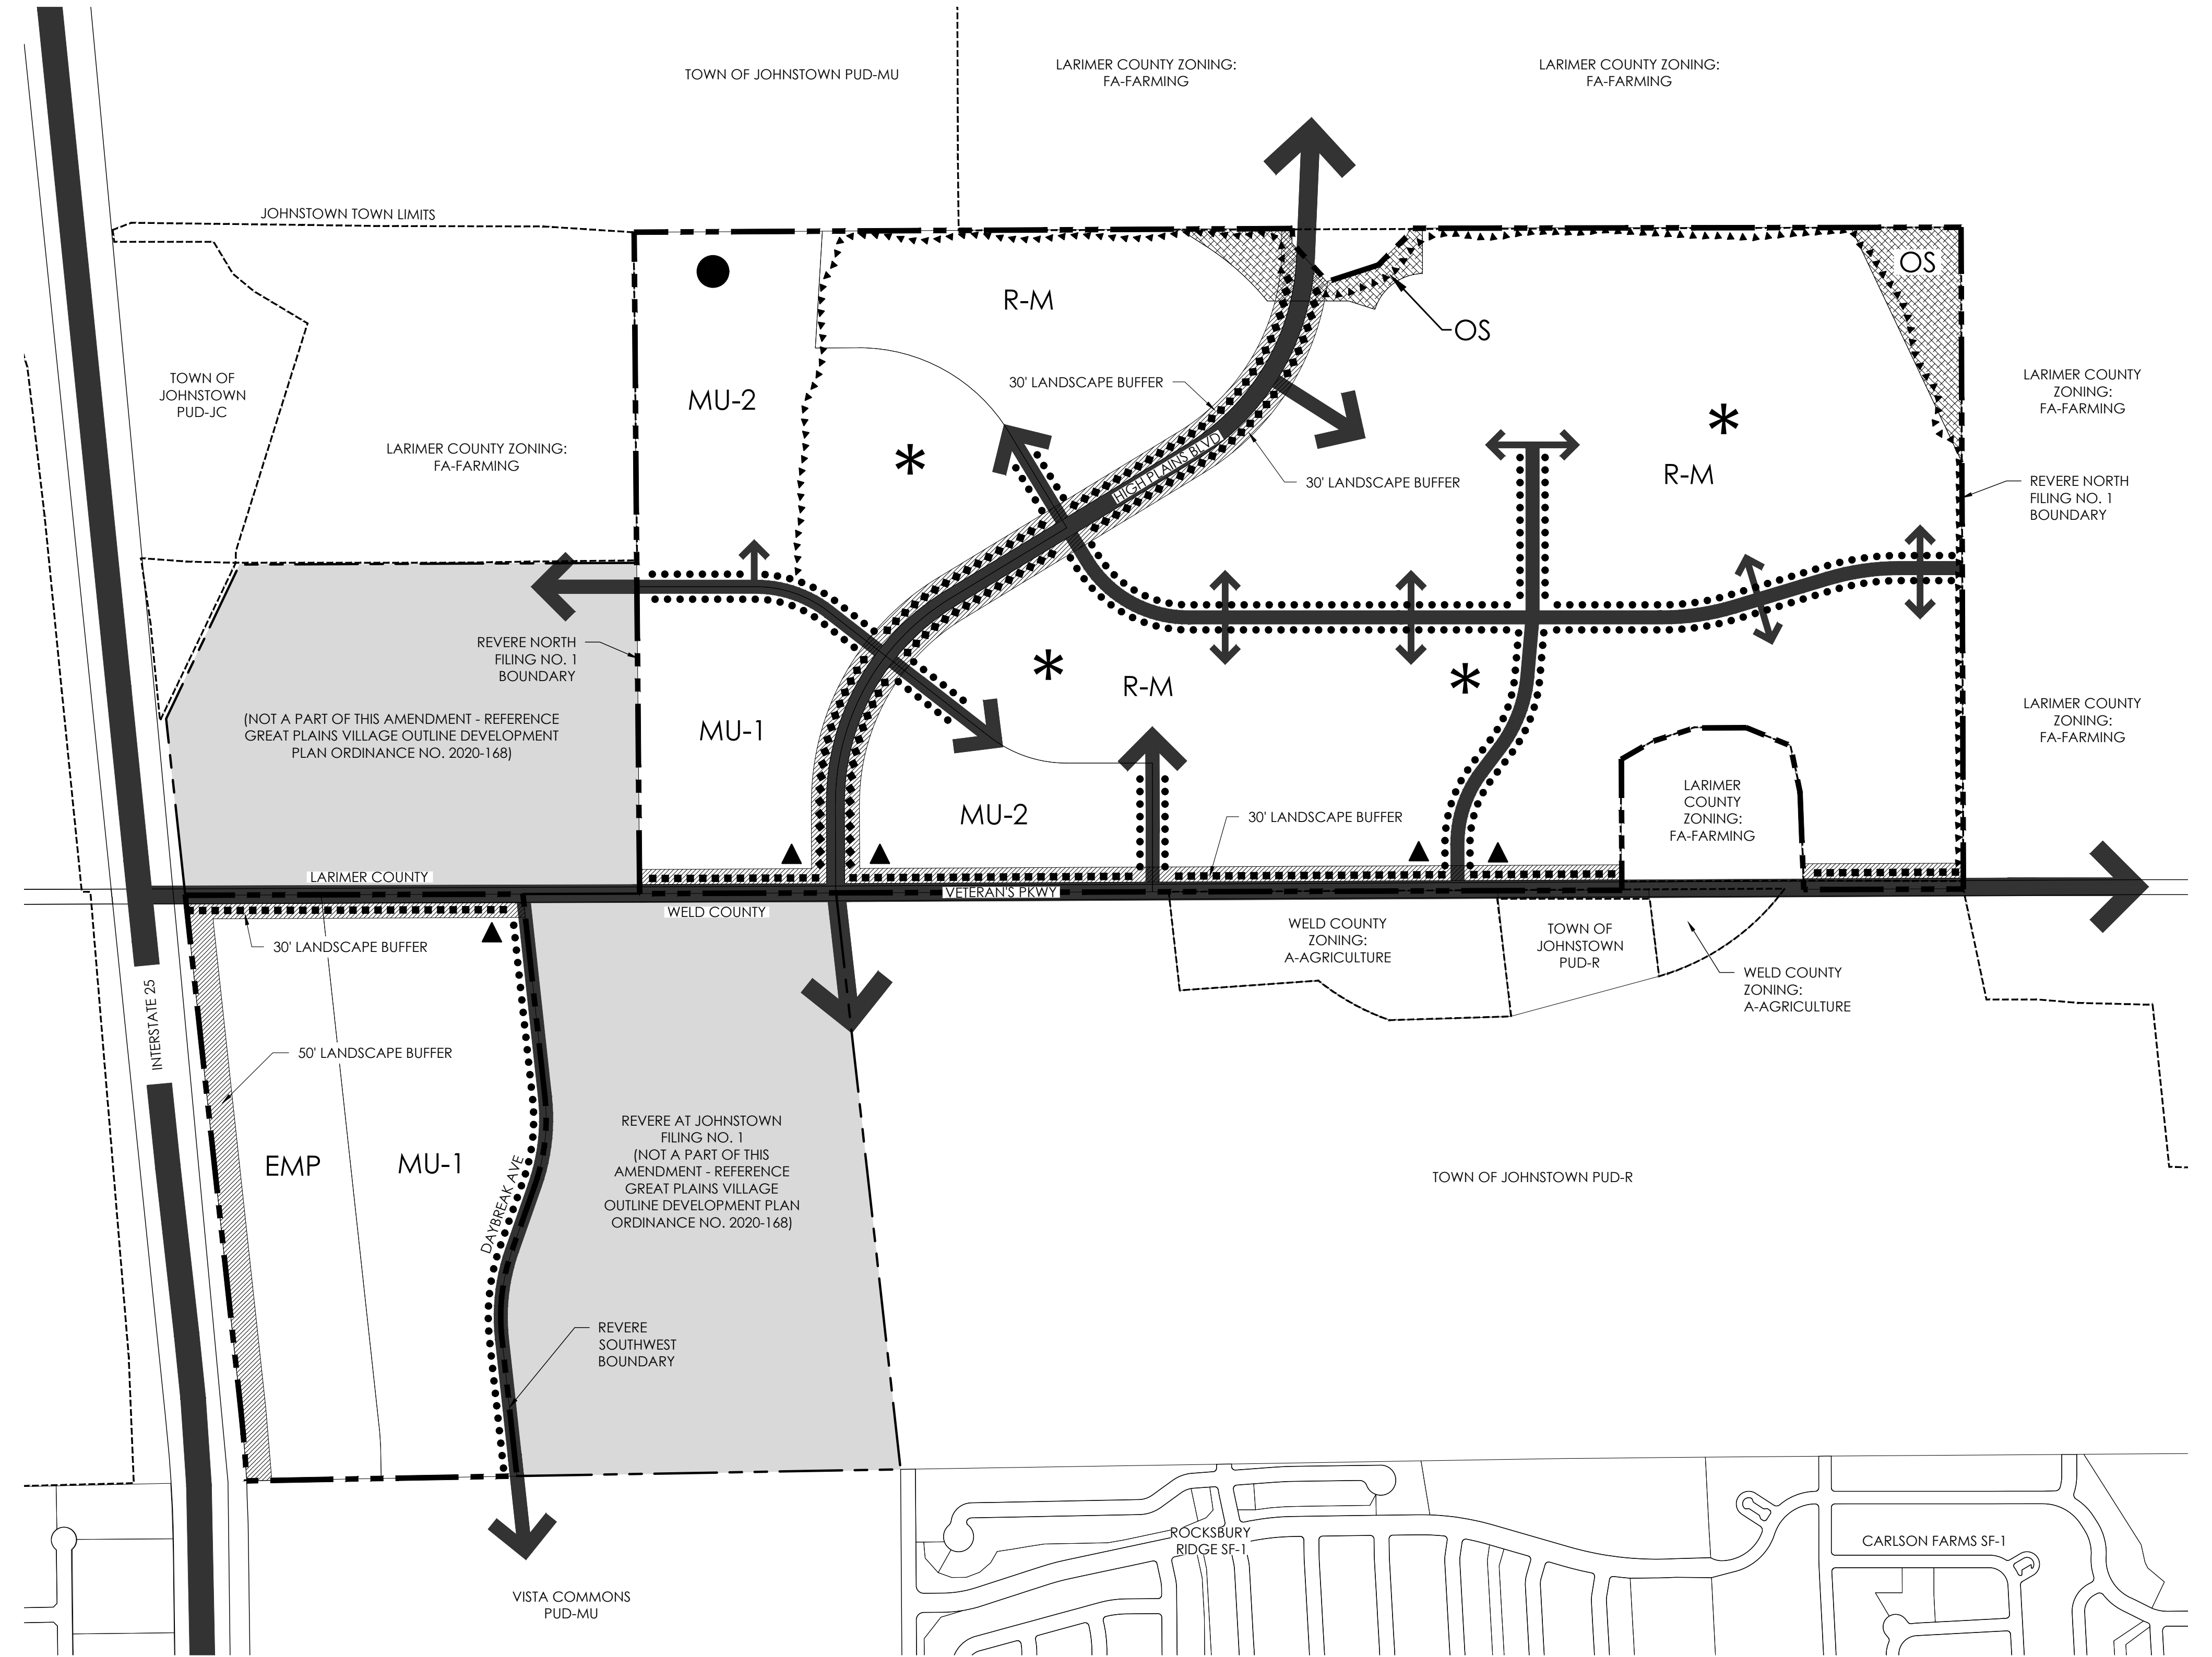 TOWN OF JOHNSTOWN PUD-MU
LARIMER COUNTY ZONING:
FA-FARMING
LARIMER COUNTY ZONING:
FA-FARMING
JOHNSTOWN TOWN LIMITS
OS
R-M
OS
TOWN OF
JOHNSTOWN
PUD-JC
MU-2
30' LANDSCAPE BUFFER
LARIMER COUNTY
ZONING:
FA-FARMING
LARIMER COUNTY ZONING:
FA-FARMING
*
*
HIGH PLAINS BLVD
30' LANDSCAPE BUFFER
R-M
REVERE NORTH
FILING NO. 1
BOUNDARY
REVERE NORTH
FILING NO. 1
BOUNDARY
*
*
R-M
(NOT A PART OF THIS AMENDMENT - REFERENCE
GREAT PLAINS VILLAGE OUTLINE DEVELOPMENT
PLAN ORDINANCE NO. 2020-168)
MU-1
LARIMER COUNTY
ZONING:
FA-FARMING
MU-2
30' LANDSCAPE BUFFER
LARIMER
COUNTY
ZONING:
FA-FARMING
LARIMER COUNTY
WELD COUNTY
VETERAN'S PKWY
30' LANDSCAPE BUFFER
WELD COUNTY
ZONING:
A-AGRICULTURE
TOWN OF
JOHNSTOWN
PUD-R
WELD COUNTY
ZONING:
A-AGRICULTURE
INTERSTATE 25
50' LANDSCAPE BUFFER
EMP
MU-1
DAYBREAK AVE
REVERE AT JOHNSTOWN
FILING NO. 1
(NOT A PART OF THIS
AMENDMENT - REFERENCE
GREAT PLAINS VILLAGE
OUTLINE DEVELOPMENT PLAN
ORDINANCE NO. 2020-168)
TOWN OF JOHNSTOWN PUD-R
REVERE
SOUTHWEST
BOUNDARY
ROCKSBURY
RIDGE SF-1
CARLSON FARMS SF-1
VISTA COMMONS
PUD-MU